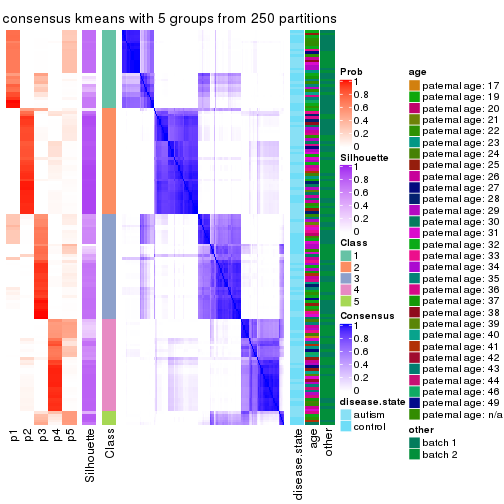 consensus kmeans with 5 groups from 250 partitions
p1
p2
p3
p4
p5
Silhouette
Class
disease.state
age
other
Prob
1
0.8
0.6
0.4
0.2
0
Silhouette
1
0.8
0.6
0.4
0.2
0
Class
1
2
3
4
5
Consensus
1
0.8
0.6
0.4
0.2
0
disease.state
autism
control
age
paternal age: 17
paternal age: 19
paternal age: 20
paternal age: 21
paternal age: 22
paternal age: 23
paternal age: 24
paternal age: 25
paternal age: 26
paternal age: 27
paternal age: 28
paternal age: 29
paternal age: 30
paternal age: 31
paternal age: 32
paternal age: 33
paternal age: 34
paternal age: 35
paternal age: 36
paternal age: 37
paternal age: 38
paternal age: 39
paternal age: 40
paternal age: 41
paternal age: 42
paternal age: 43
paternal age: 44
paternal age: 46
paternal age: 49
paternal age: n/a
other
batch 1
batch 2